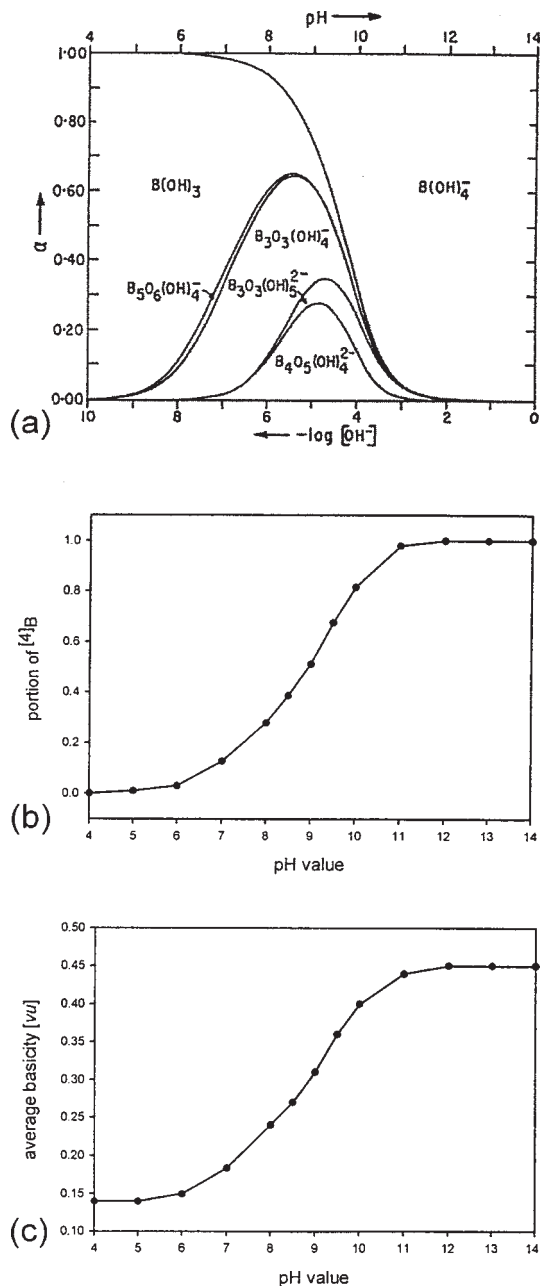 pH →
4 5 6 7 8 9 10 11 12 13 14
1·00
0·80
B(OH)₃
B(OH)₄⁻
0·60
α →
B₃O₃(OH)₄⁻
0·40
B₅O₆(OH)₄⁻
B₃O₃(OH)₅²⁻
0·20
B₄O₅(OH)₄²⁻
0·00
10 8 6 4 2 0
(a)
← -log [OH⁻]
1.0
0.8
0.6
portion of [4]B
0.4
0.2
0.0
4 5 6 7 8 9 10 11 12 13 14
(b)
pH value
0.50
0.45
0.40
0.35
average basicity [vu]
0.30
0.25
0.20
0.15
0.10
4 5 6 7 8 9 10 11 12 13 14
(c)
pH value